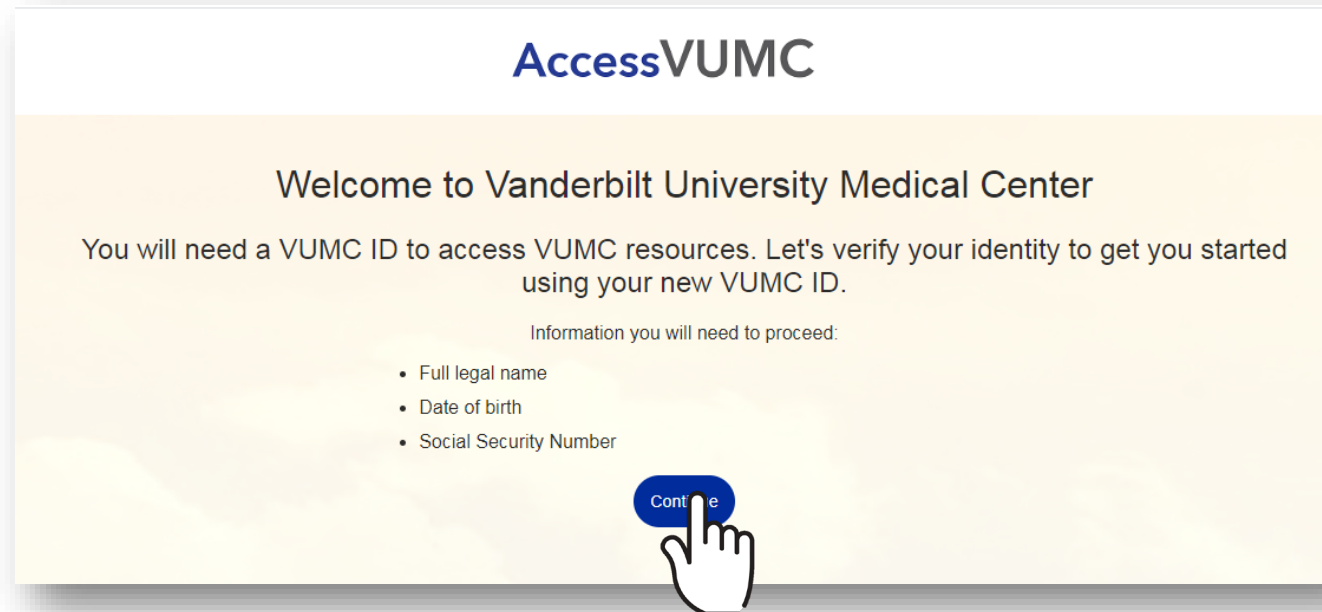 AccessVUMC
Welcome to Vanderbilt University Medical Center
You will need a VUMC ID to access VUMC resources. Let's verify your identity to get you started
using your new VUMC ID.
Information you will need to proceed:
• Full legal name
• Date of birth
• Social Security Number
Continue